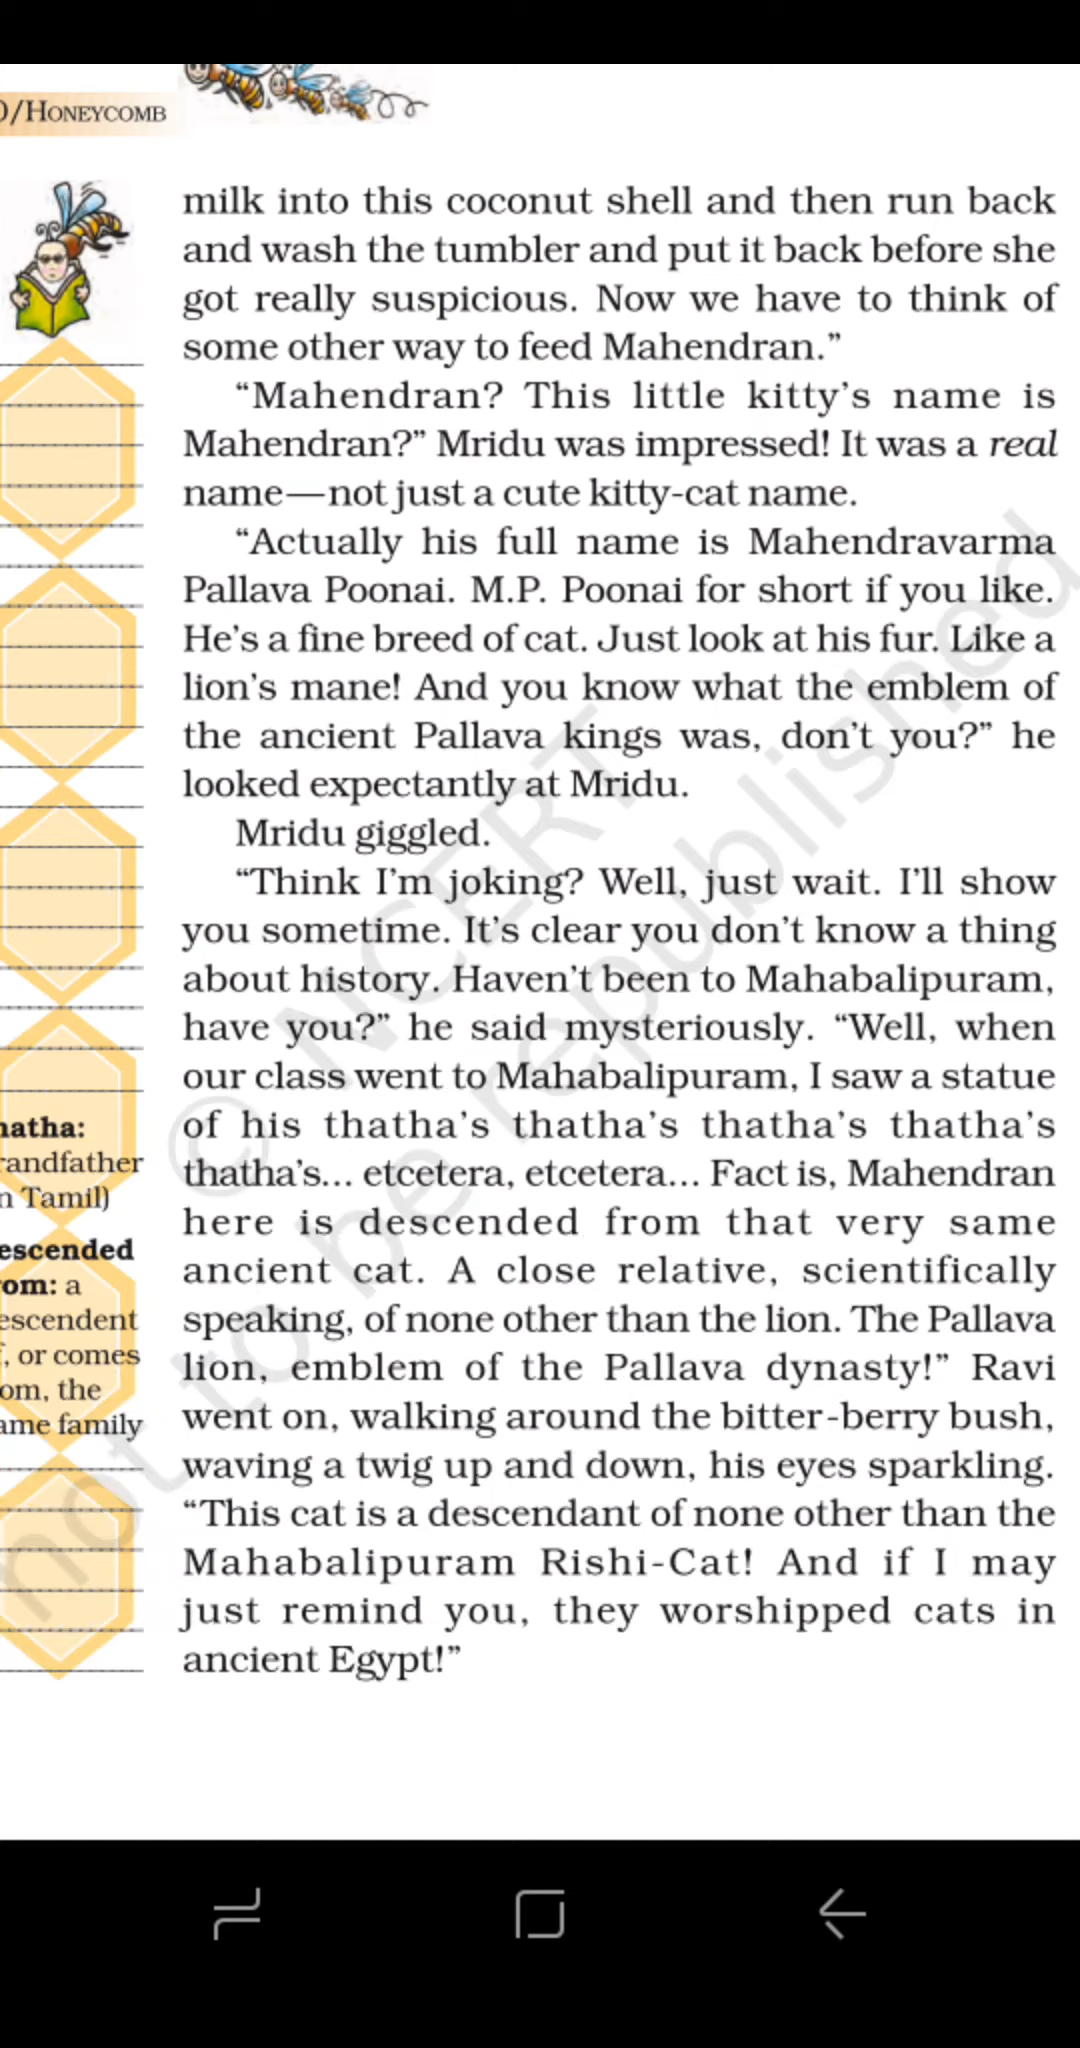 /HONEYCOMB
milk into this coconut shell and then run back
and wash the tumbler and put it back before she
got really suspicious. Now we have to think of
some other way to feed Mahendran.”
“Mahendran? This little kitty’s name is
Mahendran?” Mridu was impressed! It was a real
name—not just a cute kitty-cat name.
“Actually his full name is Mahendravarma
Pallava Poonai. M.P. Poonai for short if you like.
He’s a fine breed of cat. Just look at his fur. Like a
lion’s mane! And you know what the emblem of
the ancient Pallava kings was, don’t you?” he
looked expectantly at Mridu.
Mridu giggled.
“Think I’m joking? Well, just wait. I’ll show
you sometime. It’s clear you don’t know a thing
about history. Haven’t been to Mahabalipuram,
have you?” he said mysteriously. “Well, when
our class went to Mahabalipuram, I saw a statue
of his thatha’s thatha’s thatha’s thatha’s
thatha’s... etcetera, etcetera... Fact is, Mahendran
here is descended from that very same
ancient cat. A close relative, scientifically
speaking, of none other than the lion. The Pallava
lion, emblem of the Pallava dynasty!” Ravi
went on, walking around the bitter-berry bush,
waving a twig up and down, his eyes sparkling.
“This cat is a descendant of none other than the
Mahabalipuram Rishi-Cat! And if I may
just remind you, they worshipped cats in
ancient Egypt!”
hatha:
randfather
n Tamil)
escended
om: a
escendent
f, or comes
om, the
ame family
© NCERT
not to be republished